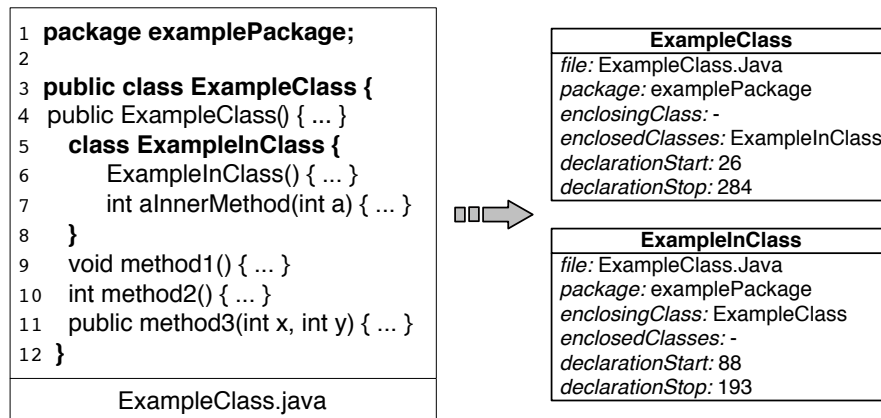 1 package examplePackage;
2
3 public class ExampleClass {
4 public ExampleClass() { ... }
5 class ExampleInClass {
6 ExampleInClass() { ... }
7 int aInnerMethod(int a) { ... }
8 }
9 void method1() { ... }
10 int method2() { ... }
11 public method3(int x, int y) { ... }
12 }
ExampleClass.java
ExampleClass
file: ExampleClass.Java
package: examplePackage
enclosingClass: -
enclosedClasses: ExampleInClass
declarationStart: 26
declarationStop: 284
ExampleInClass
file: ExampleClass.Java
package: examplePackage
enclosingClass: ExampleClass
enclosedClasses: -
declarationStart: 88
declarationStop: 193